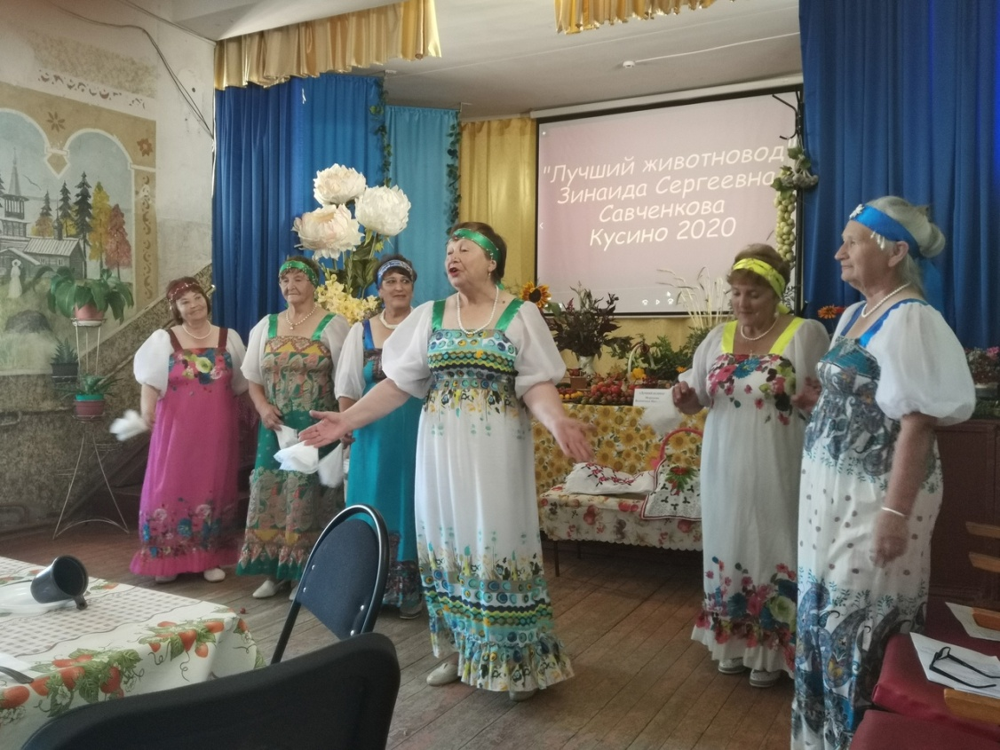 "Лучший животновод"
Зинаида Сергеевна
Савченкова
Кусино 2020